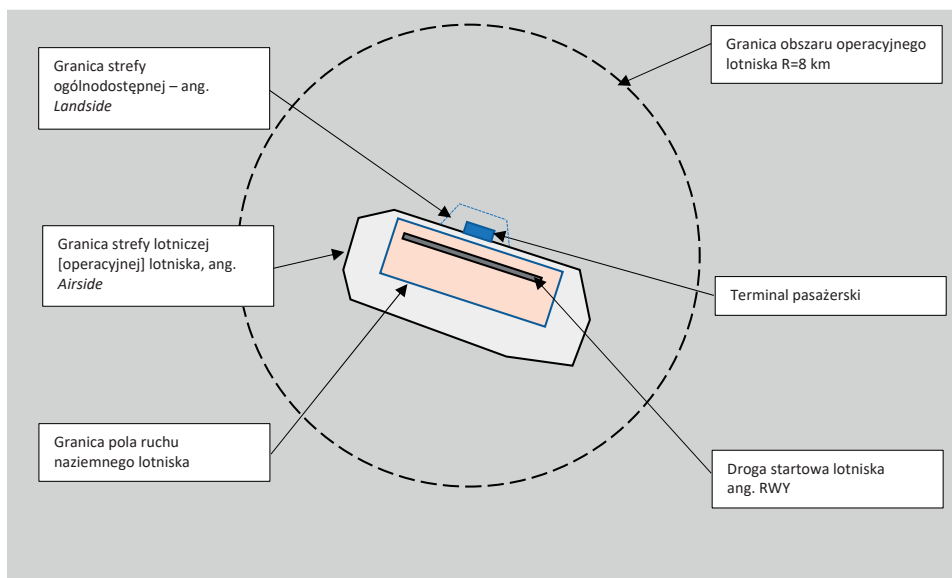 Granica strefy
ogólnodostępnej – ang.
Landside
Granica obszaru operacyjnego
lotniska R=8 km
Granica strefy lotniczej
[operacyjnej] lotniska, ang.
Airside
Terminal pasażerski
Granica pola ruchu
naziemnego lotniska
Droga startowa lotniska
ang. RWY